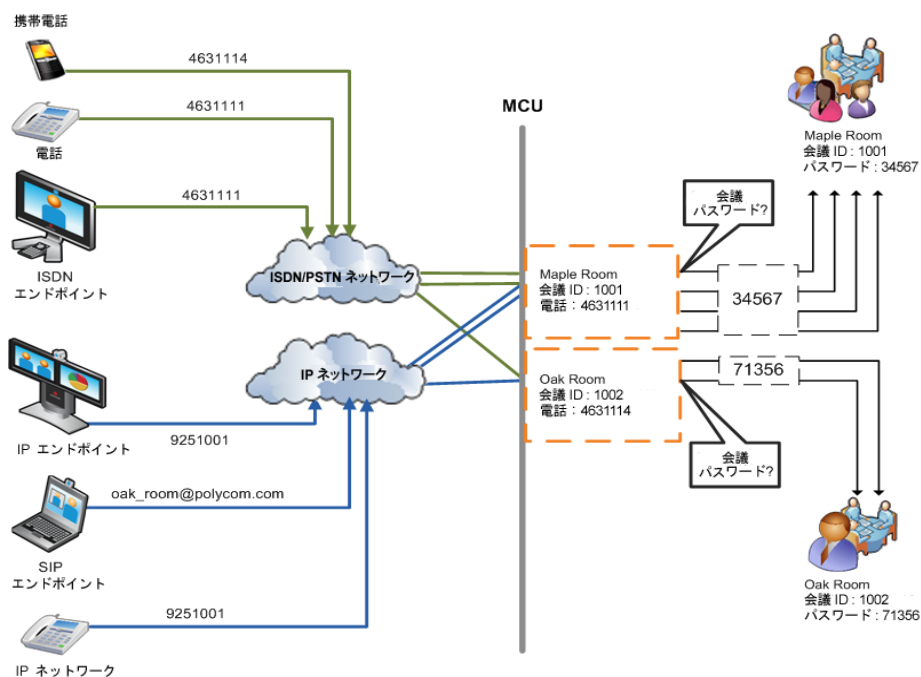 携帯電話
4631114
4631111
電話
4631111
ISDN
エンドポイント
ISDN/PSTN ネットワーク
IP ネットワーク
9251001
IP エンドポイント
oak_room@polycom.com
SIP
エンドポイント
9251001
IP ネットワーク
MCU
Maple Room
会議 ID : 1001
電話 : 4631111
Oak Room
会議 ID : 1002
電話 : 4631114
会議
パスワード?
34567
71356
会議
パスワード?
Maple Room
会議 ID : 1001
パスワード : 34567
Oak Room
会議 ID : 1002
パスワード : 71356